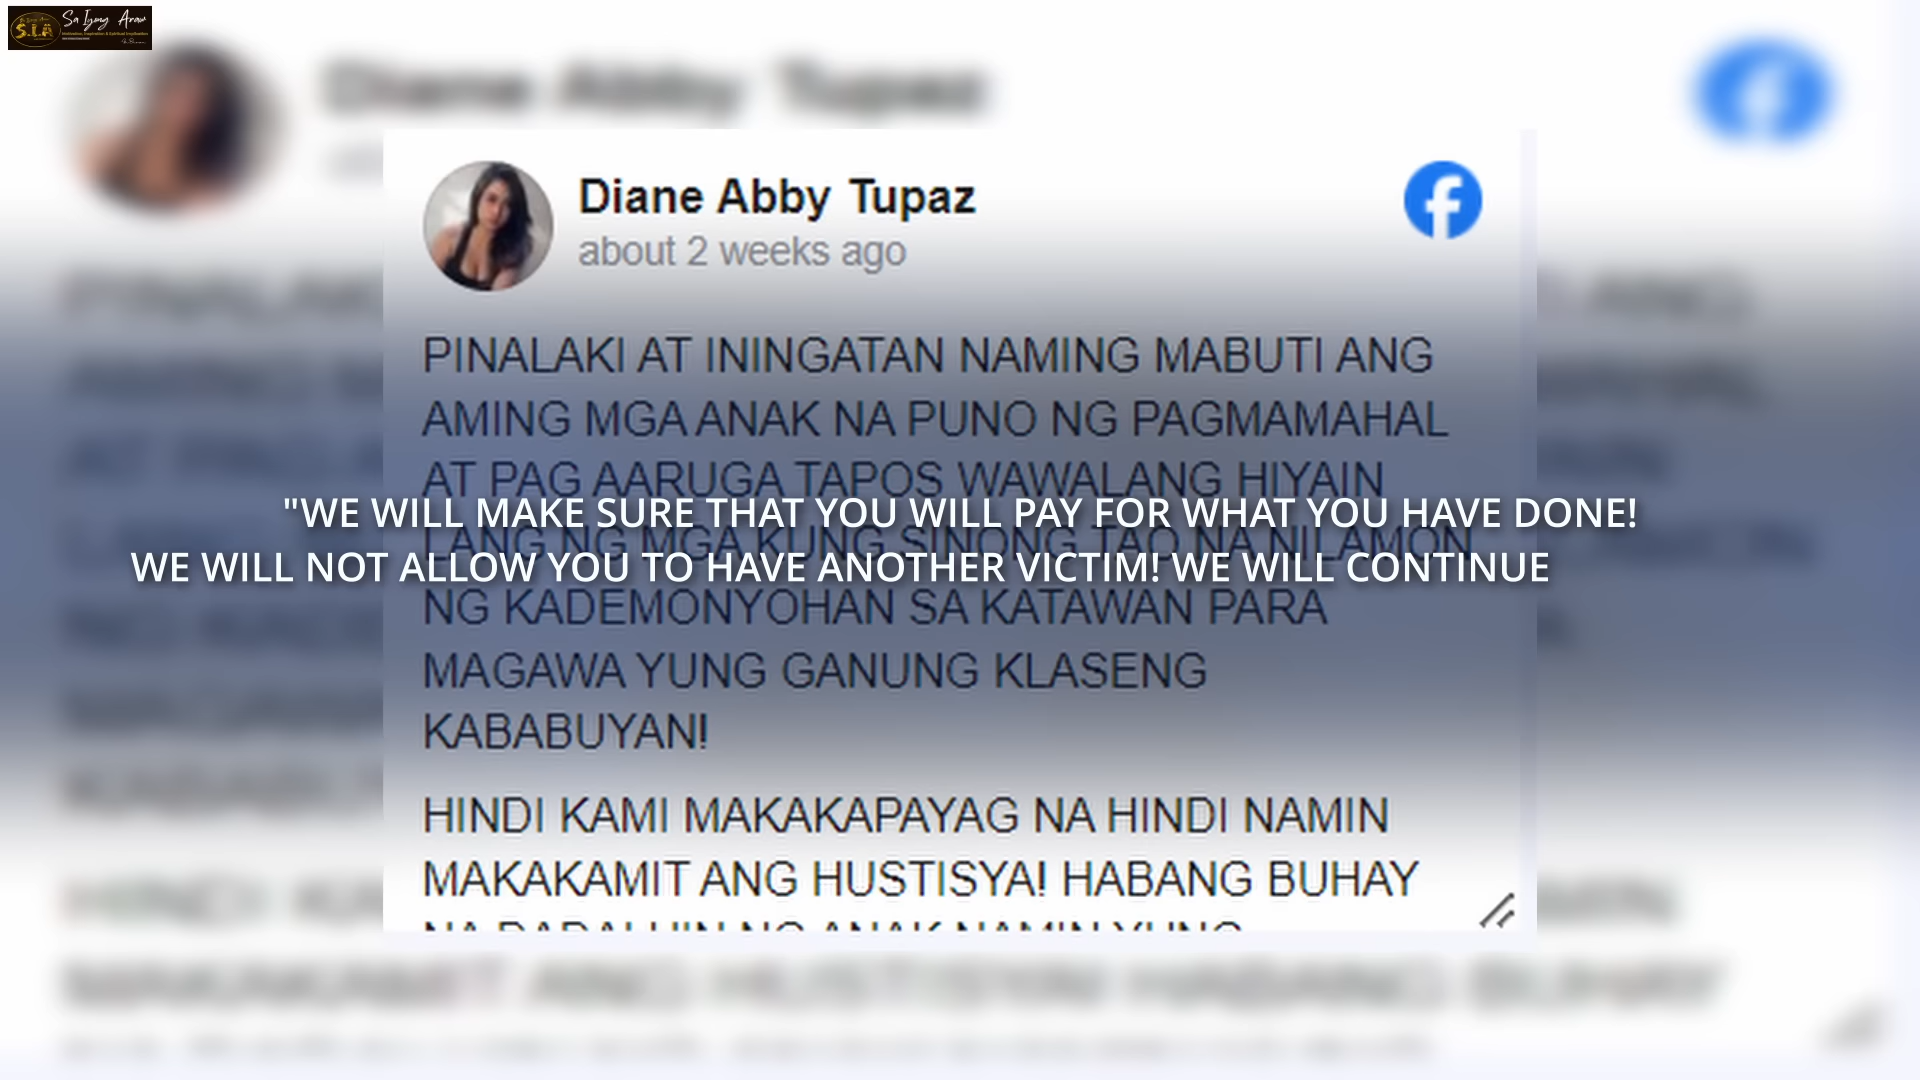 Sa Iyong Araw
S.L.A
Diane Abby Tupaz
about 2 weeks ago
PINALAKI AT ININGATAN NAMING MABUTI ANG
AMING MGA ANAK NA PUNO NG PAGMAMAHAL
AT PAG AARUGA TAPOS WAWALANG HIYAIN
"WE WILL MAKE SURE THAT YOU WILL PAY FOR WHAT YOU HAVE DONE!
LANG NG MGA KUNG SINONG TAO NA NILAMON
WE WILL NOT ALLOW YOU TO HAVE ANOTHER VICTIM! WE WILL CONTINUE
NG KADEMONYOHAN SA KATAWAN PARA
MAGAWA YUNG GANUNG KLASENG
KABABUYAN!
HINDI KAMI MAKAKAPAYAG NA HINDI NAMIN
MAKAKAMIT ANG HUSTISYA! HABANG BUHAY